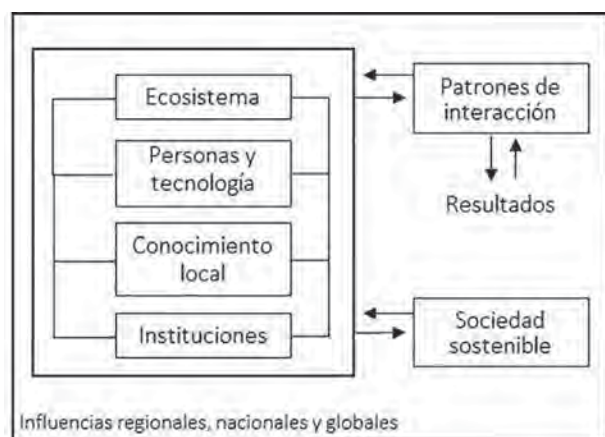 Ecosistema
Personas y
tecnología
Conocimiento
local
Instituciones
Patrones de
interacción
Resultados
Sociedad
sostenible
Influencias regionales, nacionales y globales